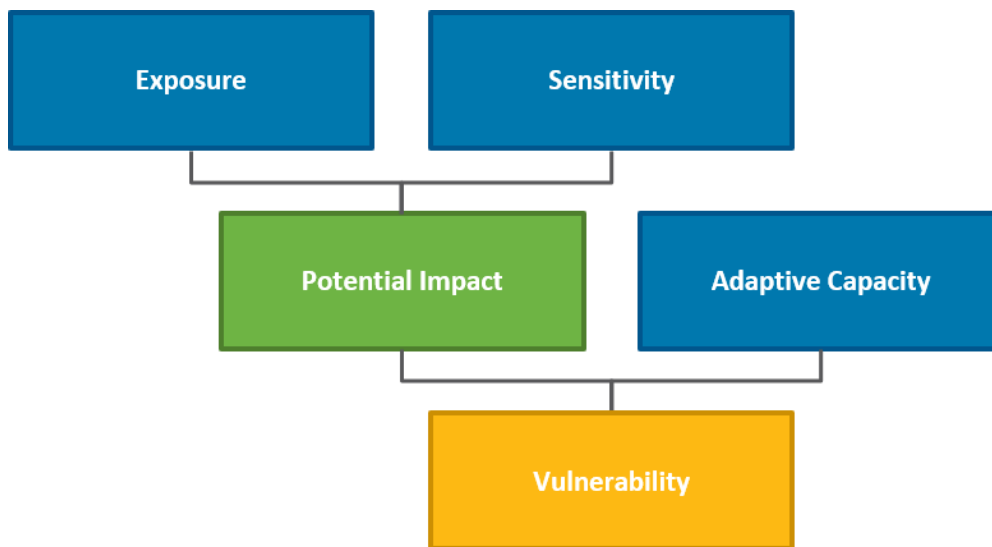 Exposure
Sensitivity
Potential Impact
Adaptive Capacity
Vulnerability